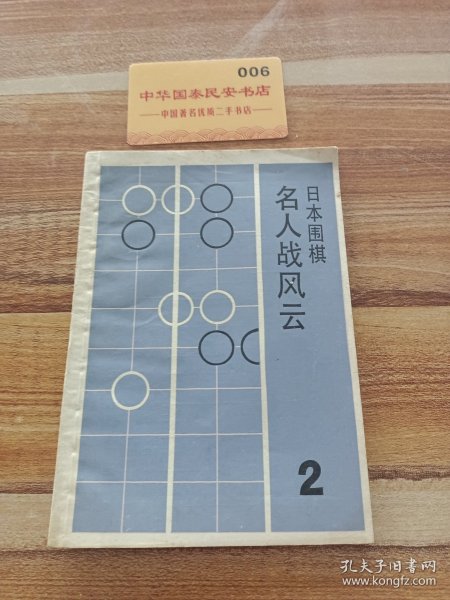 006
中华国泰民安书店
中国著名优质二手书店
日本围棋
名人战风云
2
孔夫子旧书网
www.kongfz.com